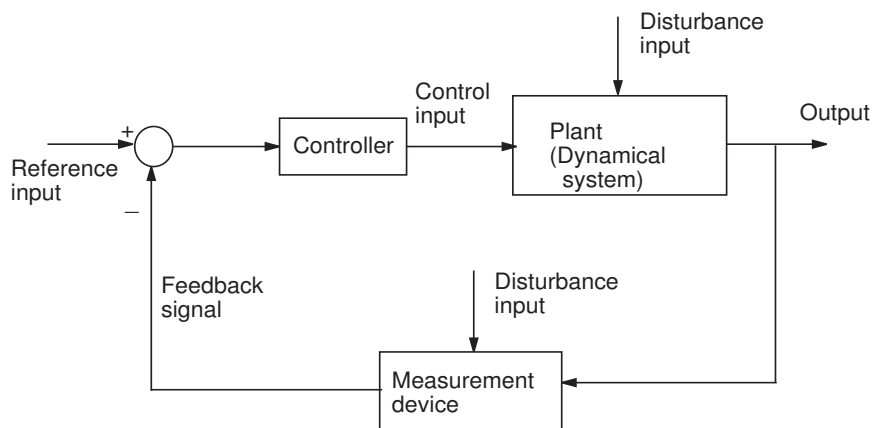 Disturbance
input
Control
input
Output
Plant
(Dynamical
system)
+
Controller
Reference
input
−
Feedback
signal
Disturbance
input
Measurement
device